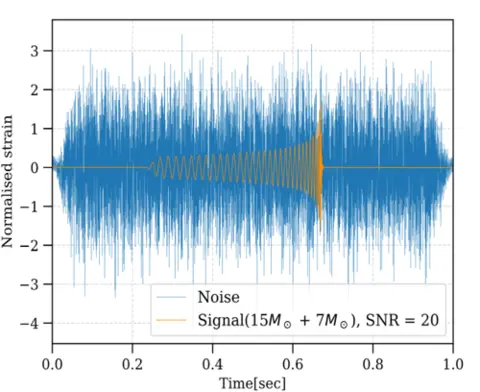 3
2
1
0
−1
−2
−3
−4
Normalised strain
Noise
Signal(15M⊙ + 7M⊙), SNR = 20
0.0 0.2 0.4 0.6 0.8 1.0
Time[sec]